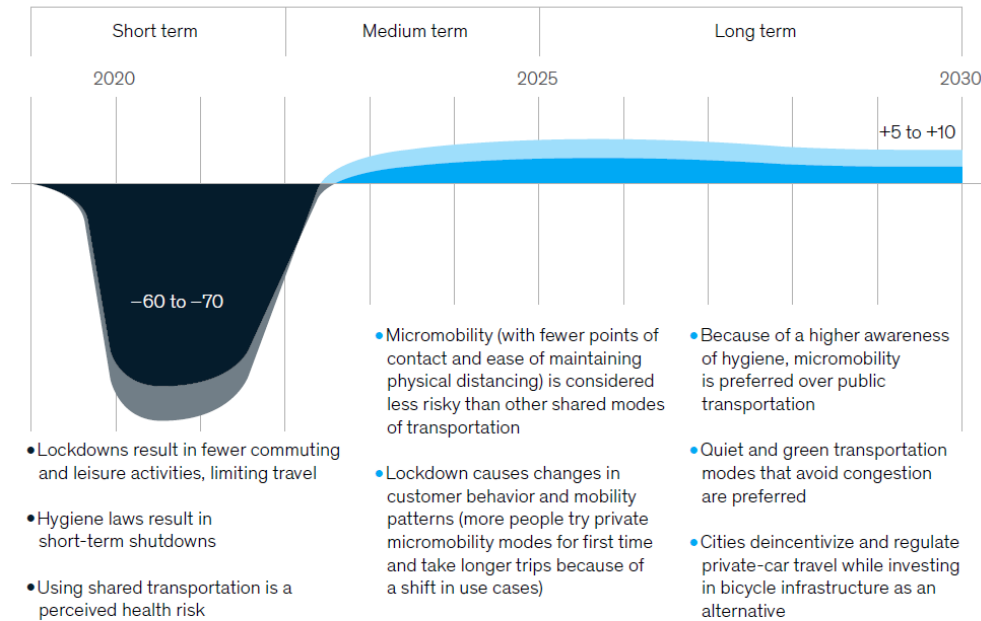 Short term
Medium term
Long term
2020
2025
2030
+5 to +10
–60 to –70
•Lockdowns result in fewer commuting
and leisure activities, limiting travel
•Hygiene laws result in
short-term shutdowns
•Using shared transportation is a
perceived health risk
•Micromobility (with fewer points of
contact and ease of maintaining
physical distancing) is considered
less risky than other shared modes
of transportation
•Lockdown causes changes in
customer behavior and mobility
patterns (more people try private
micromobility modes for first time
and take longer trips because of
a shift in use cases)
•Because of a higher awareness
of hygiene, micromobility
is preferred over public
transportation
•Quiet and green transportation
modes that avoid congestion
are preferred
•Cities deincentivize and regulate
private-car travel while investing
in bicycle infrastructure as an
alternative